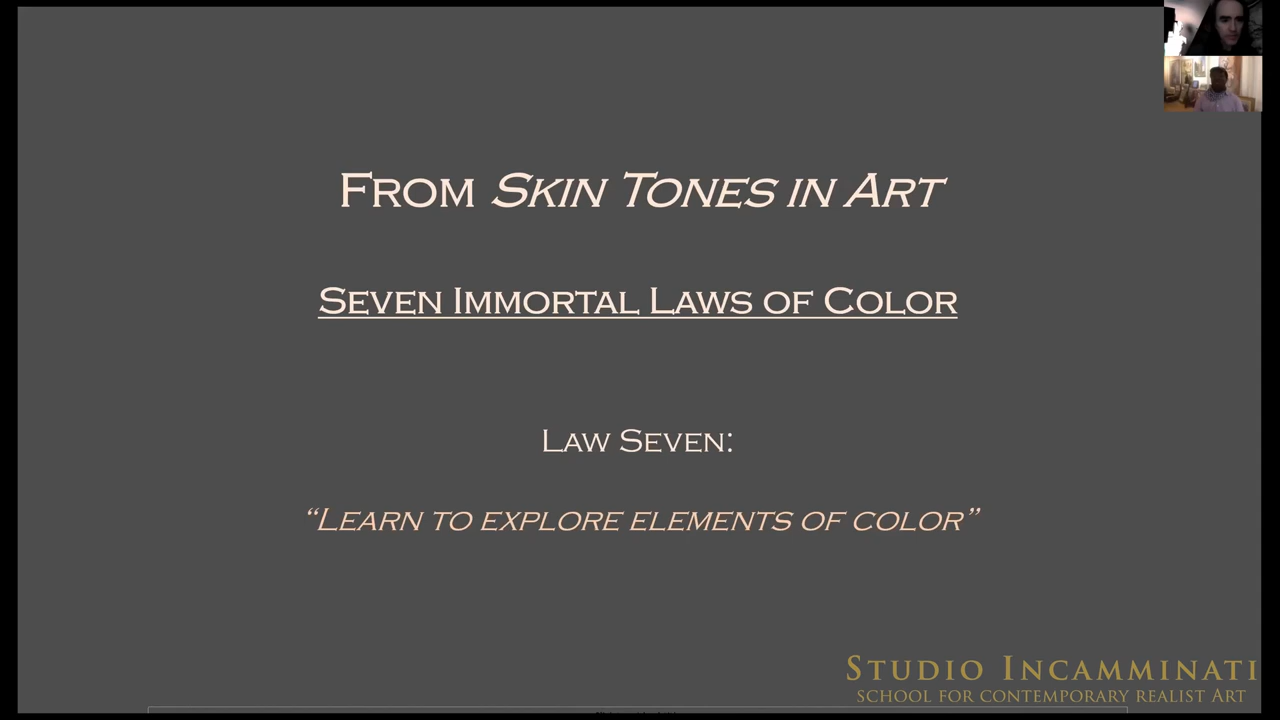 From Skin Tones in Art
Seven Immortal Laws of Color
Law Seven:
“Learn to explore elements of color”
Studio Incamminati
School for Contemporary Realist Art